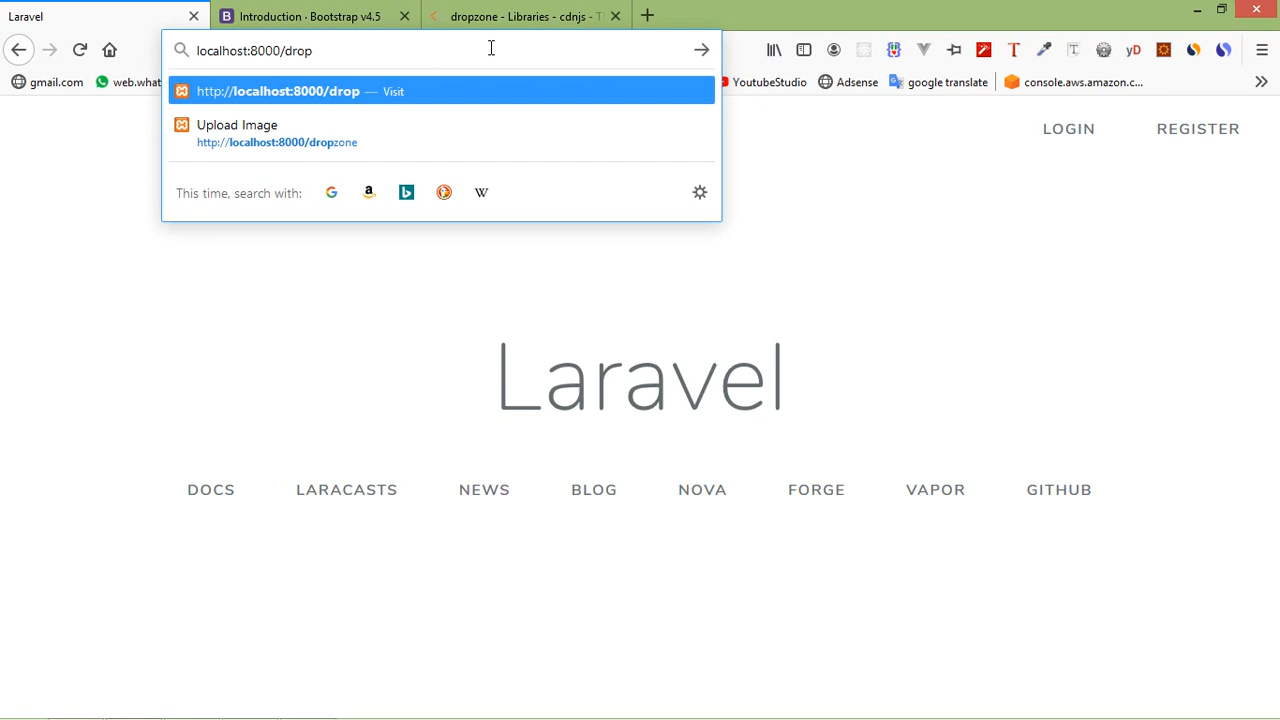 Laravel
Introduction · Bootstrap v4.5
dropzone - Libraries - cdnjs - T
localhost:8000/drop
gmail.com
web.what
YoutubeStudio
Adsense
google translate
console.aws.amazon.c...
http://localhost:8000/drop — Visit
Upload Image
http://localhost:8000/dropzone
This time, search with:
LOGIN
REGISTER
Laravel
DOCS
LARACASTS
NEWS
BLOG
NOVA
FORGE
VAPOR
GITHUB